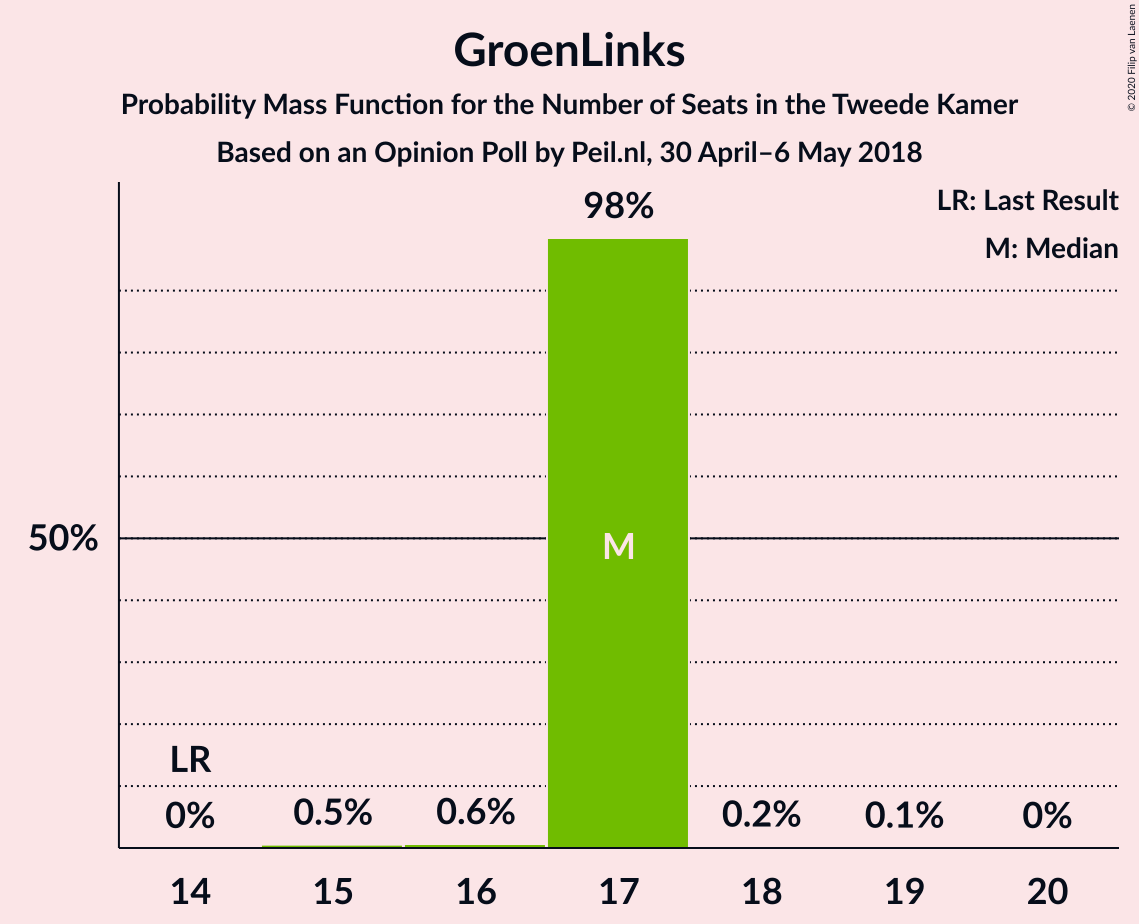 GroenLinks
Probability Mass Function for the Number of Seats in the Tweede Kamer
Based on an Opinion Poll by Peil.nl, 30 April–6 May 2018
© 2020 Filip van Laenen
LR: Last Result
M: Median
98%
50%
M
LR
0%
0.5%
0.6%
0.2%
0.1%
0%
14
15
16
17
18
19
20